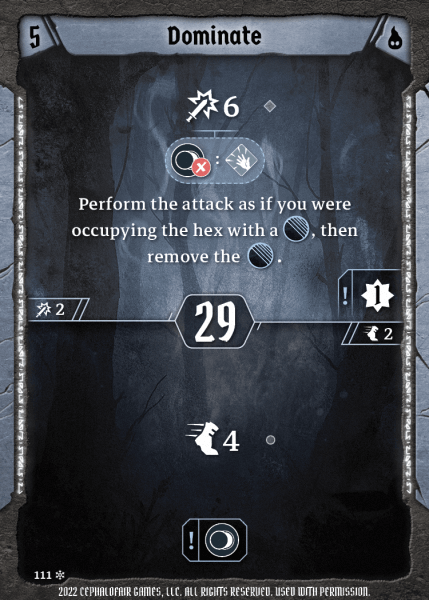 5
Dominate
6
:
Perform the attack as if you were
occupying the hex with a , then
remove the .
! 1
2
29
2
4
!
111
2022 CEPHALOFAIR GAMES, LLC. ALL RIGHTS RESERVED. USED WITH PERMISSION.